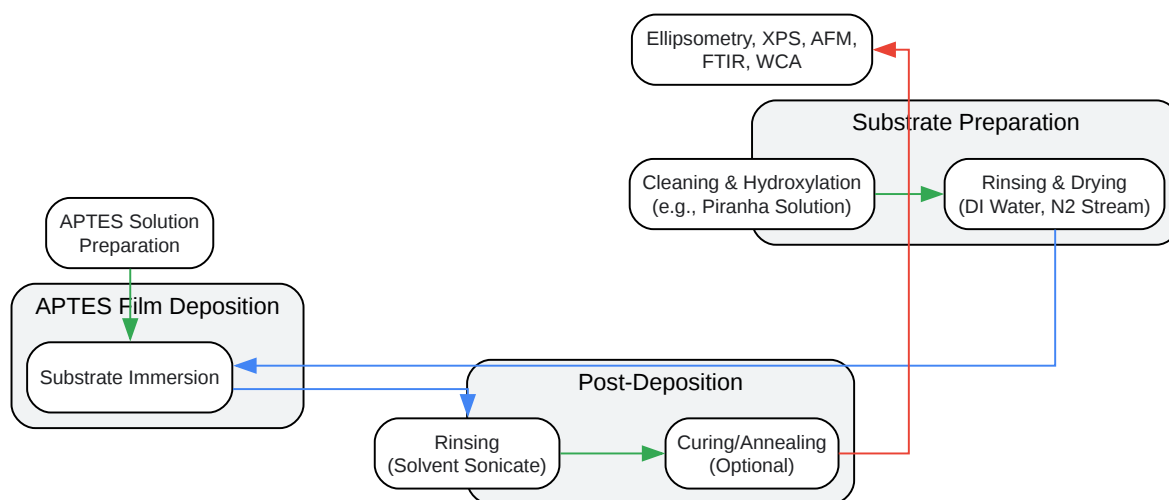 Ellipsometry, XPS, AFM,
FTIR, WCA
Substrate Preparation
Cleaning & Hydroxylation
(e.g., Piranha Solution)
Rinsing & Drying
(DI Water, N2 Stream)
APTES Solution
Preparation
APTES Film Deposition
Substrate Immersion
Post-Deposition
Rinsing
(Solvent Sonicate)
Curing/Annealing
(Optional)